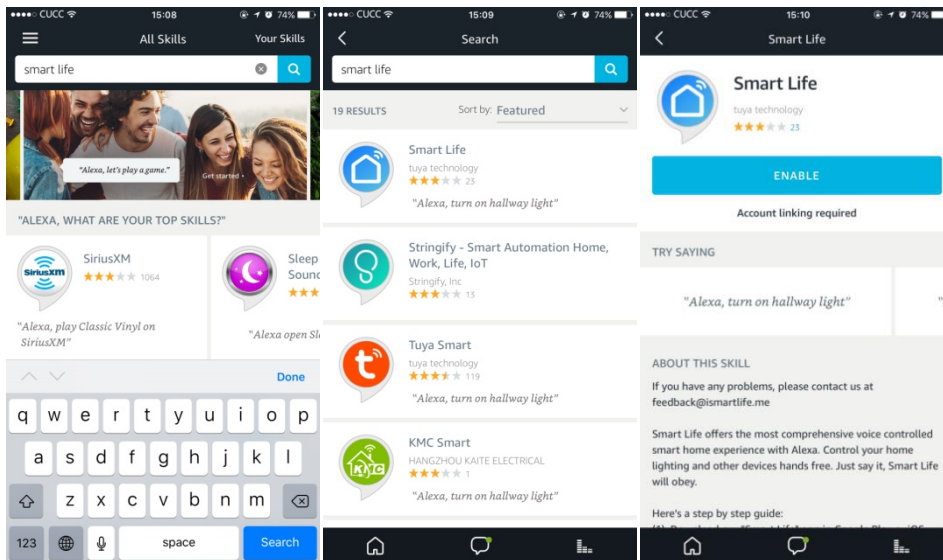 CUCC 15:08 74%
All Skills Your Skills
smart life
"Alexa, let's play a game."
Get started
"ALEXA, WHAT ARE YOUR TOP SKILLS?"
SiriusXM
SiriusXM
1064
"Alexa, play Classic Vinyl on
SiriusXM"
Sleep
Soun
"Alexa open Sl
Done
q w e r t y u i o p
a s d f g h j k l
z x c v b n m
123 space Search
CUCC 15:09 74%
Search
smart life
19 RESULTS Sort by: Featured
Smart Life
tuya technology
23
"Alexa, turn on hallway light"
Stringify - Smart Automation Home,
Work, Life, IoT
Stringify, Inc
13
Tuya Smart
tuya technology
119
"Alexa, turn on hallway light"
KMC
KMC Smart
HANGZHOU KAITE ELECTRICAL
1
"Alexa, turn on hallway light"
CUCC 15:10 74%
Smart Life
Smart Life
tuya technology
23
ENABLE
Account linking required
TRY SAYING
"Alexa, turn on hallway light" "
ABOUT THIS SKILL
If you have any problems, please contact us at
feedback@ismartlife.me
Smart Life offers the most comprehensive voice controlled
smart home experience with Alexa. Control your home
lighting and other devices hands free. Just say it, Smart Life
will obey.
Here's a step by step guide: